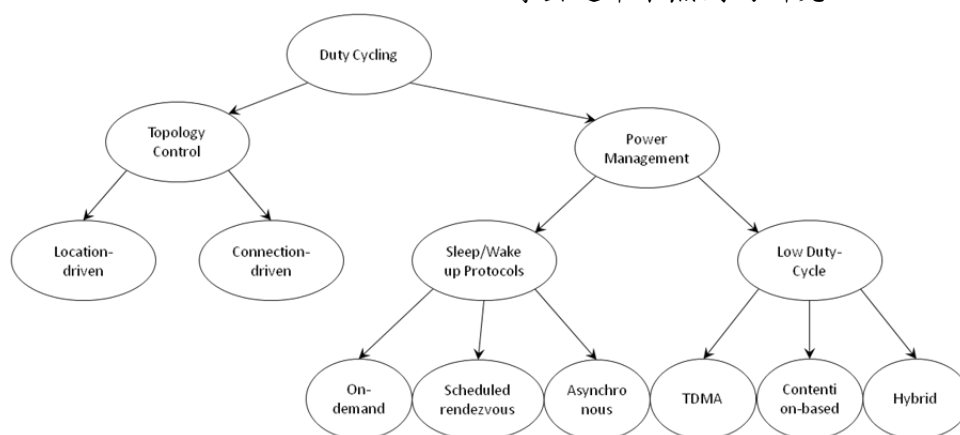 Duty Cycling
Topology
Control
Power
Management
Location-
driven
Connection-
driven
Sleep/Wake
up Protocols
Low Duty-
Cycle
On-
demand
Scheduled
rendezvous
Asynchro
nous
TDMA
Contenti
on-based
Hybrid